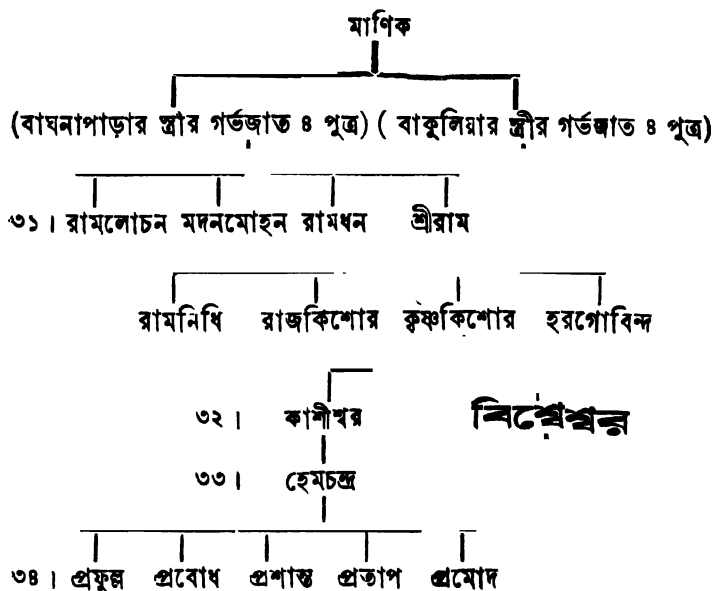 মাণিক
(বাঘনাপাড়ার স্ত্রার গর্ভজাত ৪ পুত্র) ( বাকুলিয়ার স্ত্রীর গর্ভজাত ৪ পুত্র)
৩১। রামলোচন মদনমোহন রামধন শ্রীরাম
রামনিধি রাজকিশোর কৃষ্ণকিশোর হরগোবিন্দ
৩২। কাশীশ্বর বিশ্বেশ্বর
৩৩। হেমচন্দ্র
৩৪। প্রফুল্ল প্রবোধ প্রশান্ত প্রতাপ প্রমোদ